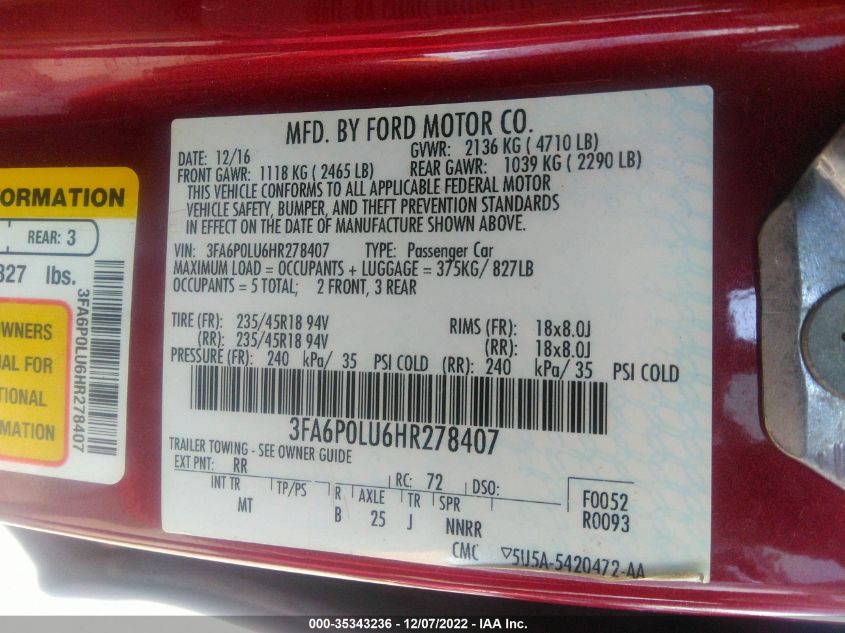 MFD. BY FORD MOTOR CO.
DATE: 12/16 GVWR: 2136 KG ( 4710 LB)
FRONT GAWR: 1118 KG ( 2465 LB) REAR GAWR: 1039 KG ( 2290 LB)
THIS VEHICLE CONFORMS TO ALL APPLICABLE FEDERAL MOTOR
VEHICLE SAFETY, BUMPER, AND THEFT PREVENTION STANDARDS
IN EFFECT ON THE DATE OF MANUFACTURE SHOWN ABOVE.
VIN: 3FA6P0LU6HR278407 TYPE: Passenger Car
MAXIMUM LOAD = OCCUPANTS + LUGGAGE = 375KG/ 827LB
OCCUPANTS = 5 TOTAL; 2 FRONT, 3 REAR
TIRE (FR): 235/45R18 94V RIMS (FR): 18x8.0J
(RR): 235/45R18 94V (RR): 18x8.0J
PRESSURE (FR): 240 kPa/ 35 PSI COLD (RR): 240 kPa/ 35 PSI COLD
3FA6P0LU6HR278407
TRAILER TOWING - SEE OWNER GUIDE
EXT PNT: RR RC: 72 DSO:
INT TR TP/PS R AXLE TR SPR F0052
MT B 25 J NNRR R0093
CMC ▽5U5A-5420472-AA
ORMATION
REAR: 3
827 lbs.
3FA6P0LU6HR278407
OWNERS
UAL FOR
TIONAL
RMATION
000-35343236 - 12/07/2022 - IAA Inc.